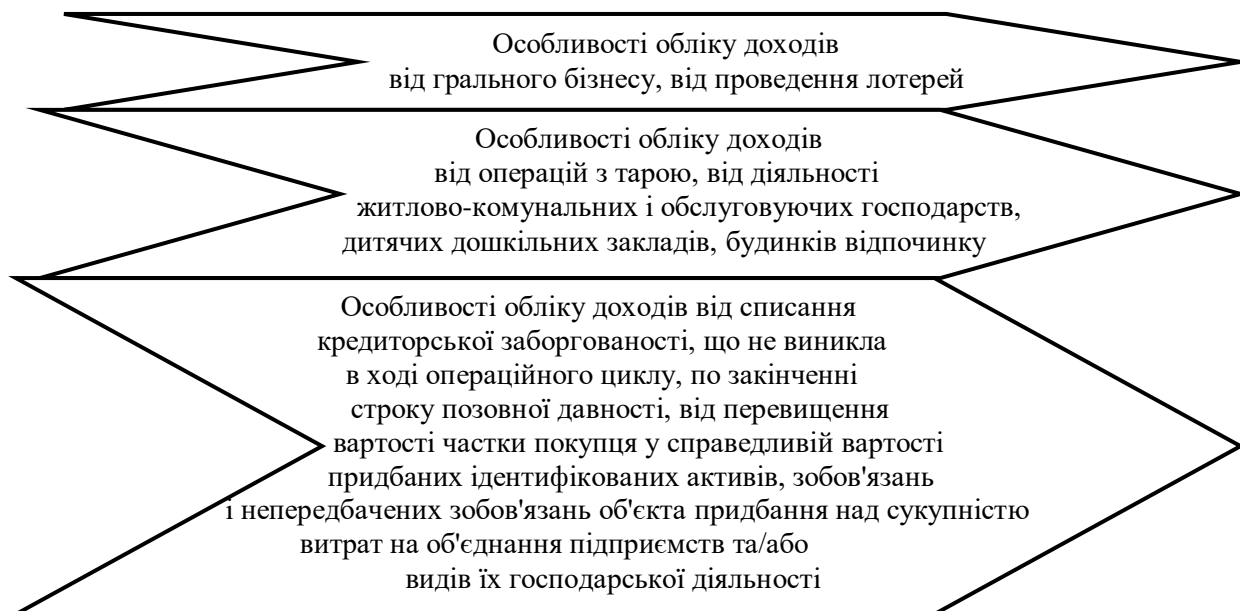 Особливості обліку доходів
від грального бізнесу, від проведення лотерей
Особливості обліку доходів
від операцій з тарою, від діяльності
житлово-комунальних і обслуговуючих господарств,
дитячих дошкільних закладів, будинків відпочинку
Особливості обліку доходів від списання
кредиторської заборгованості, що не виникла
в ході операційного циклу, по закінченні
строку позовної давності, від перевищення
вартості частки покупця у справедливій вартості
придбаних ідентифікованих активів, зобов'язань
і непередбачених зобов'язань об'єкта придбання над сукупністю
витрат на об'єднання підприємств та/або
видів їх господарської діяльності